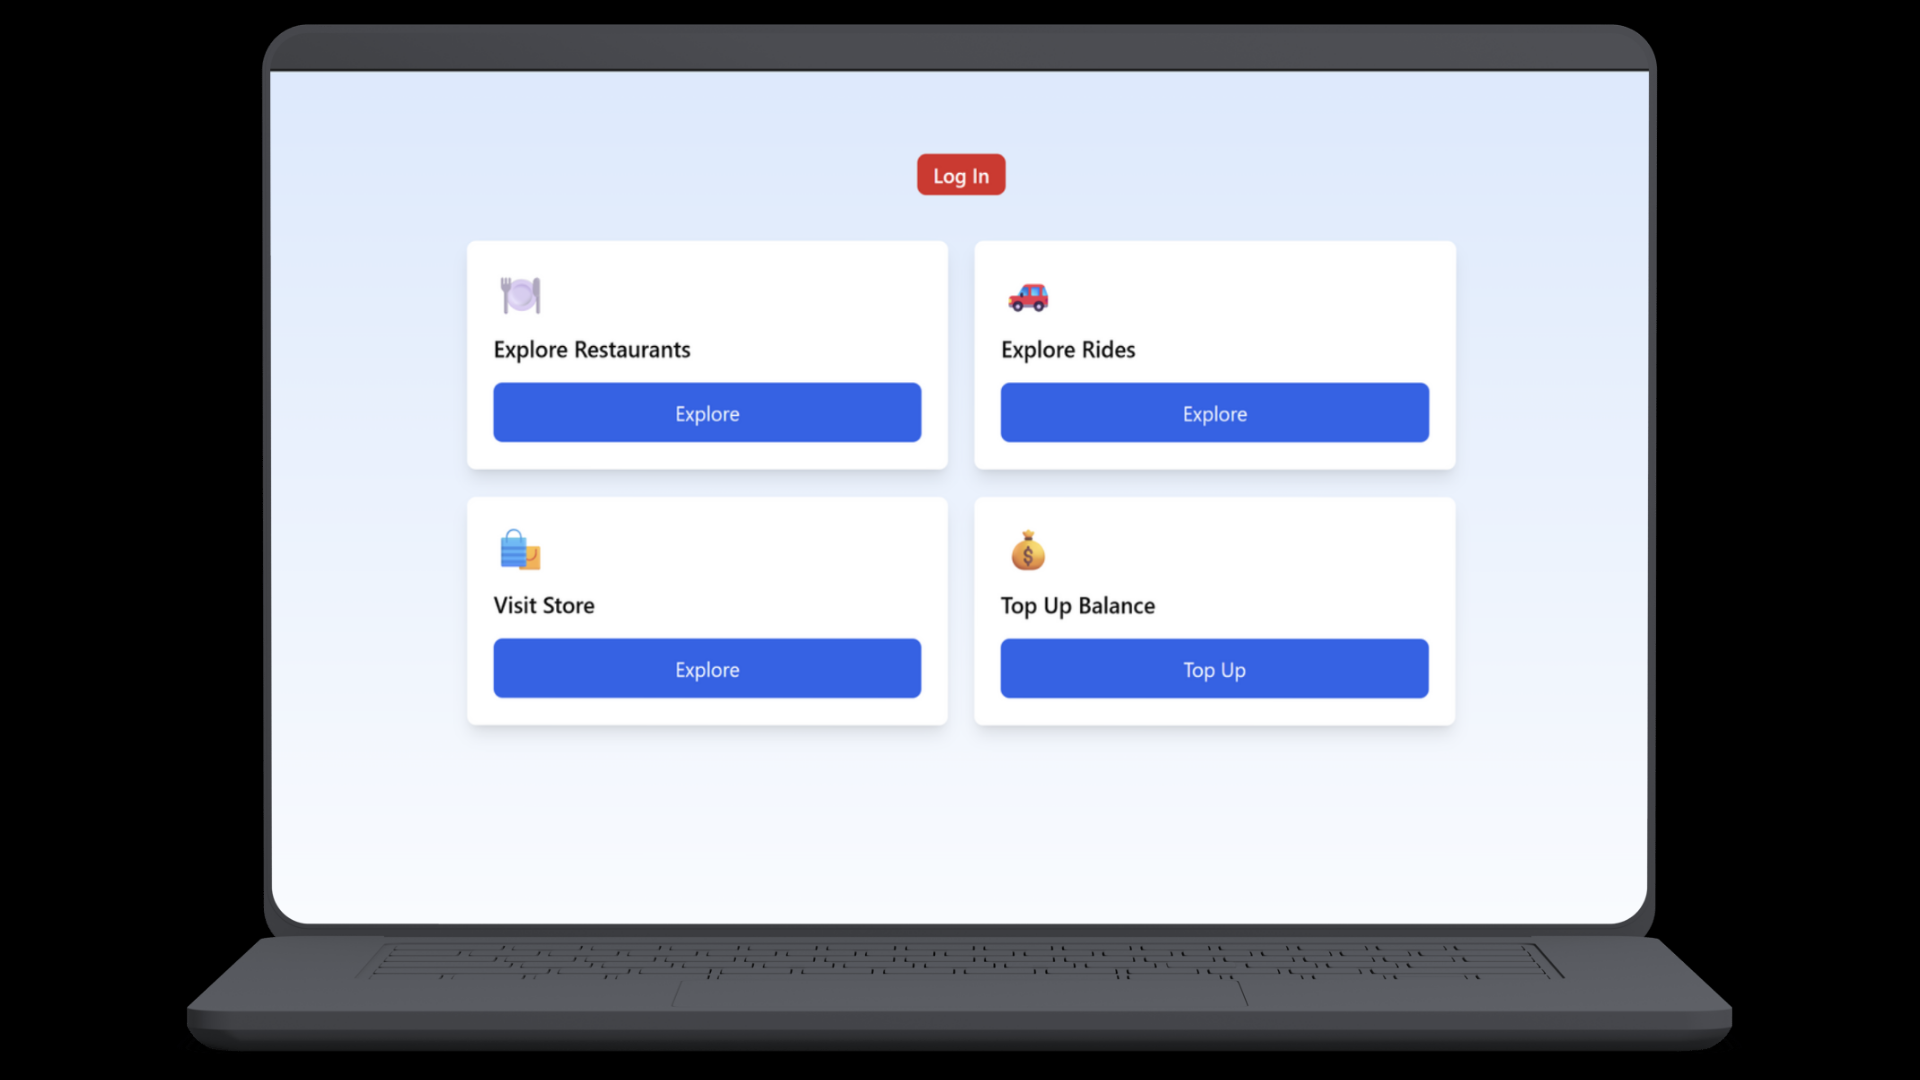 Log In
Explore Restaurants
Explore
Explore Rides
Explore
Visit Store
Explore
Top Up Balance
Top Up